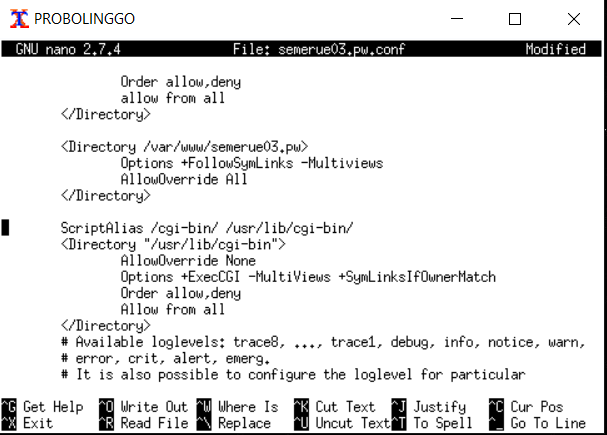 PROBOLINGGO
GNU nano 2.7.4 File: semerue03.pw.conf Modified
Order allow,deny
allow from all
</Directory>
<Directory /var/www/semerue03.pw>
Options +FollowSymLinks -Multiviews
AllowOverride All
</Directory>
ScriptAlias /cgi-bin/ /usr/lib/cgi-bin/
<Directory "/usr/lib/cgi-bin">
AllowOverride None
Options +ExecCGI -MultiViews +SymLinksIfOwnerMatch
Order allow,deny
Allow from all
</Directory>
# Available loglevels: trace8, ..., trace1, debug, info, notice, warn,
# error, crit, alert, emerg.
# It is also possible to configure the loglevel for particular
^G Get Help ^O Write Out ^W Where Is ^K Cut Text ^J Justify ^C Cur Pos
^X Exit ^R Read File ^\ Replace ^U Uncut Text ^T To Spell ^_ Go To Line